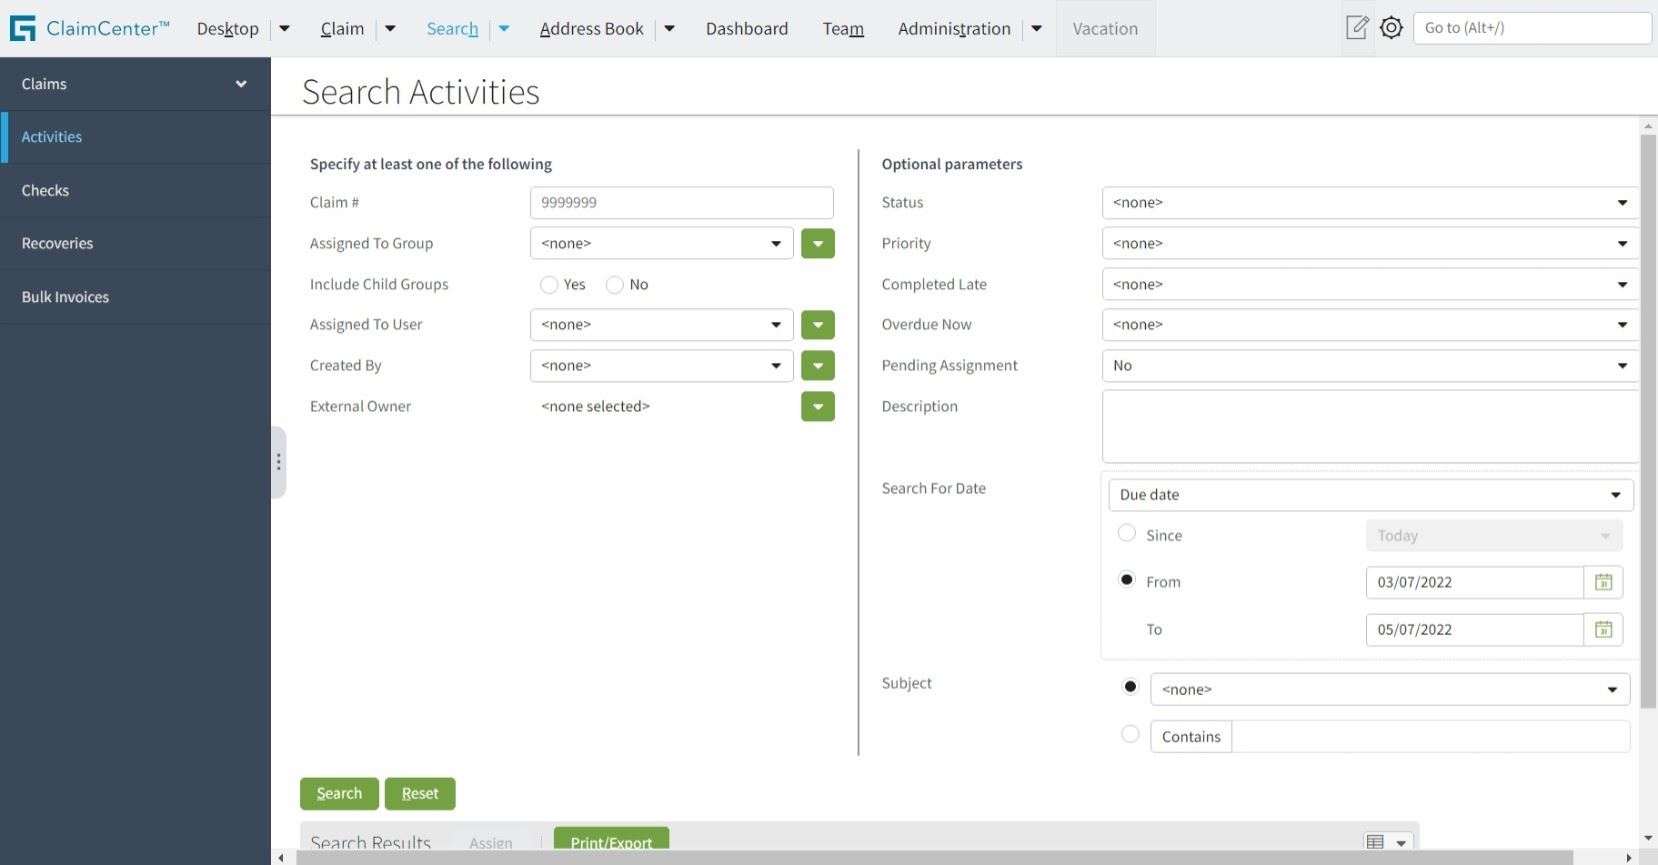 ClaimCenter™ Desktop Claim Search Address Book Dashboard Team Administration Vacation Go to (Alt+/)
Claims
Activities
Checks
Recoveries
Bulk Invoices
Search Activities
Specify at least one of the following
Claim # 9999999
Assigned To Group <none>
Include Child Groups Yes No
Assigned To User <none>
Created By <none>
External Owner <none selected>
Optional parameters
Status <none>
Priority <none>
Completed Late <none>
Overdue Now <none>
Pending Assignment No
Description
Search For Date Due date
Since Today
From 03/07/2022
To 05/07/2022
Subject <none>
Contains
Search Reset
Search Results Assign Print/Export